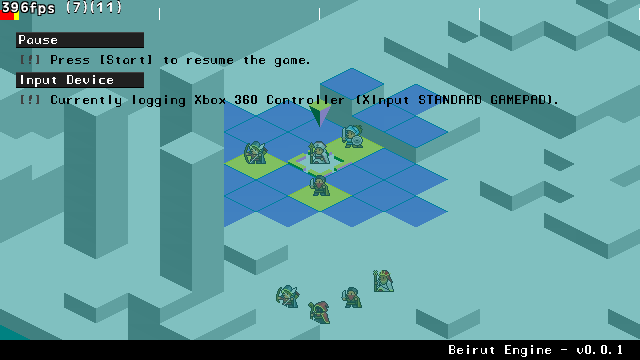 396fps (7)(11)
Pause
[!] Press [Start] to resume the game.
Input Device
[!] Currently logging Xbox 360 Controller (XInput STANDARD GAMEPAD).
Beirut Engine - v0.0.1